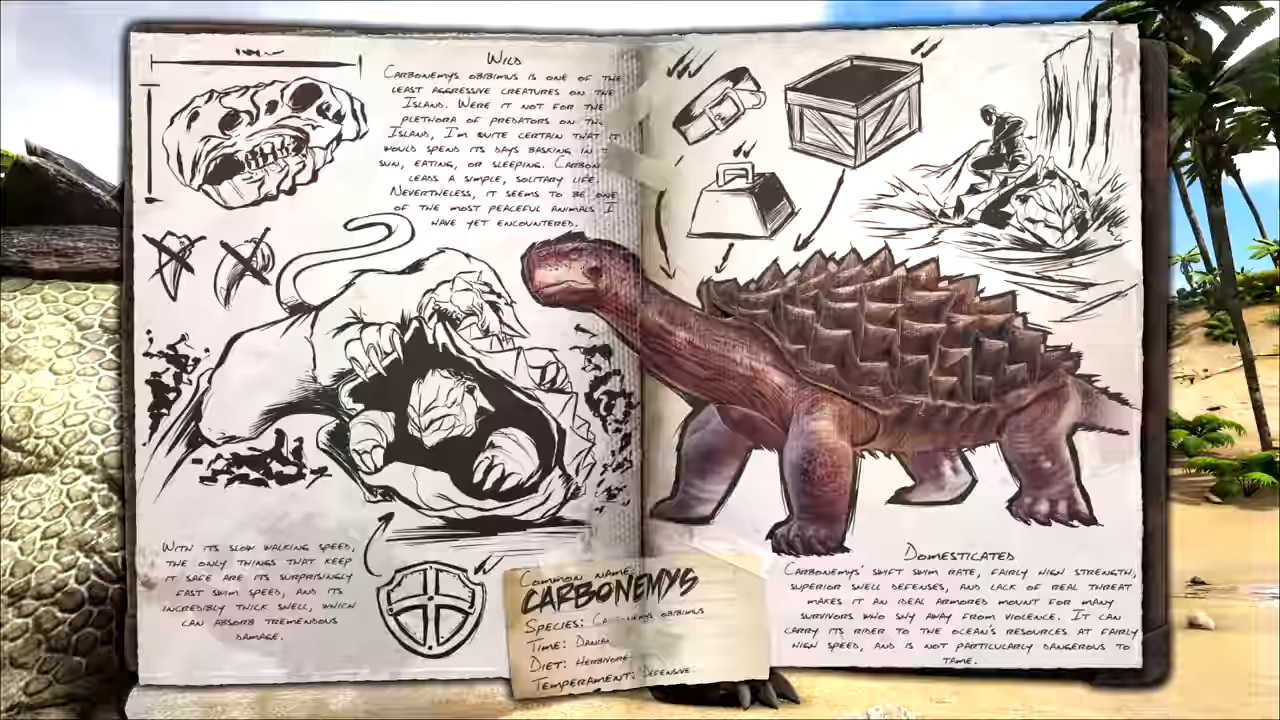 Wild
Carbonemys obibimus is one of the
least aggressive creatures on the
Island. Were it not for the
plethora of predators on the
Island, I'm quite certain that it
would spend its days basking in
sun, eating, or sleeping. Carbon
leads a simple, solitary life.
Nevertheless, it seems to be one
of the most peaceful animals I
have yet encountered.
With its slow walking speed,
the only things that keep
it safe are its surprisingly
fast swim speed, and its
incredibly thick shell, which
can absorb tremendous
damage.
Common name
Carbonemys
Species: obibimus
Time:
Diet: Herbivore
Temperament: Defensive
Domesticated
Carbonemys' swift swim rate, fairly high strength,
superior shell defenses, and lack of real threat
makes it an ideal armored mount for many
survivors who shy away from violence. It can
carry its rider to the ocean's resources at fairly
high speed, and is not particularly dangerous to
tame.